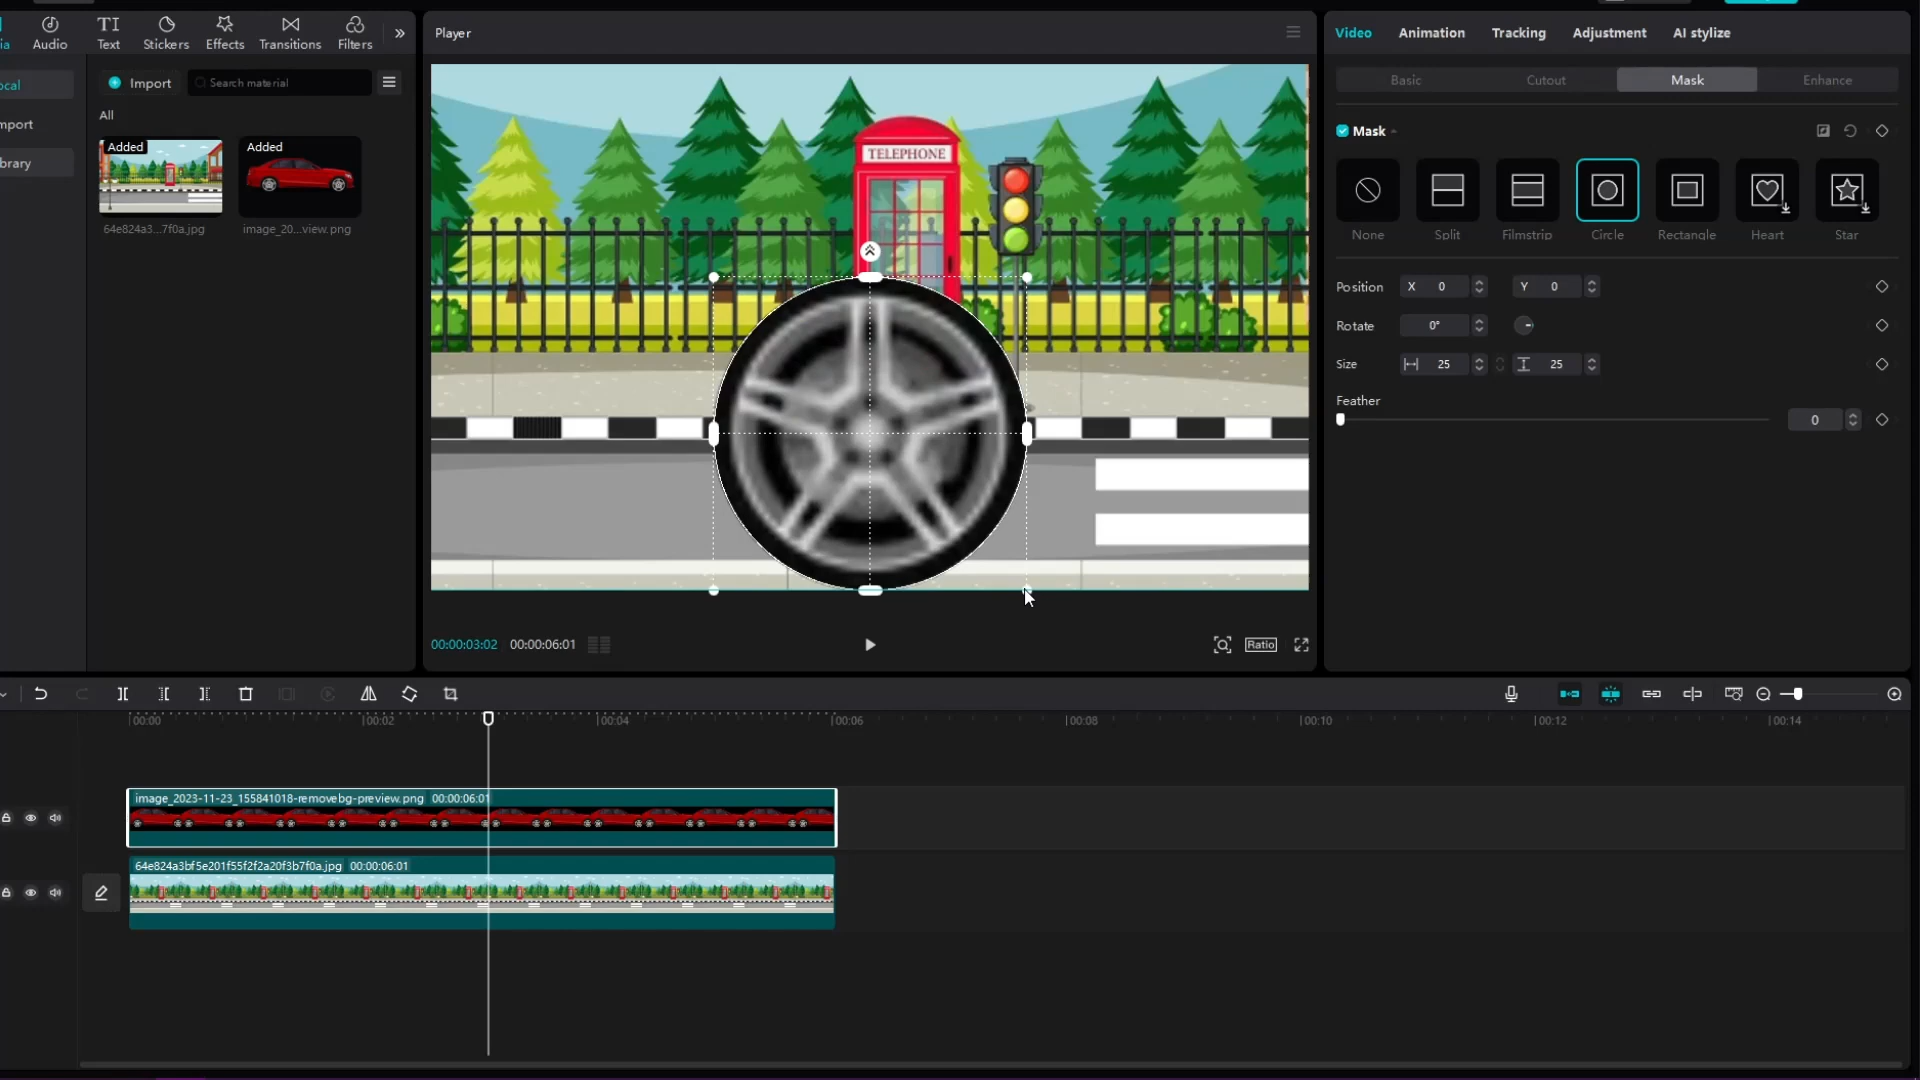 Audio
Text
Stickers
Effects
Transitions
Filters
Player
Video
Animation
Tracking
Adjustment
AI stylize
Import
Search material
Basic
Cutout
Mask
Enhance
All
Mask
Added
Added
64e824a3...7f0a.jpg
image_20...view.png
TELEPHONE
None
Split
Filmstrip
Circle
Rectangle
Heart
Star
Position X 0 Y 0
Rotate 0°
Size 25 25
Feather
0
00:00:03:02 00:00:06:01
Ratio
00:00
00:02
00:04
00:06
00:08
00:10
00:12
00:14
image_2023-11-23_155841018-removebg-preview.png 00:00:06:01
64e824a3bf5e201f55f2f2a20f3b7f0a.jpg 00:00:06:01